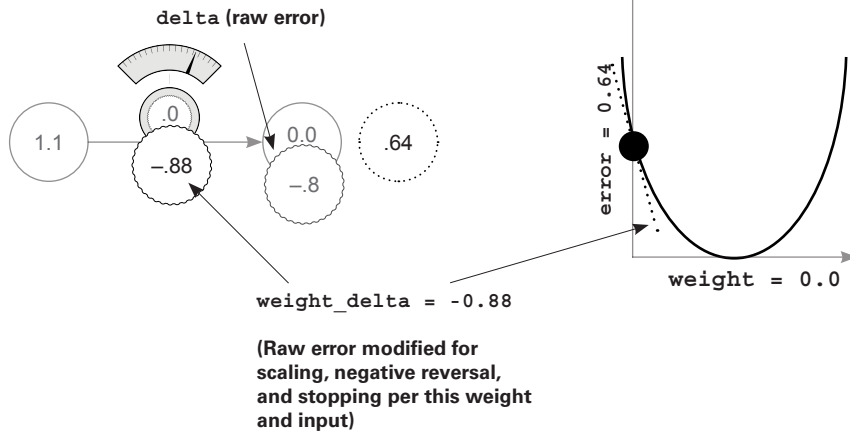 delta (raw error)
.0
1.1
0.0
.64
–.88
–.8
error = 0.64
weight = 0.0
weight_delta = -0.88
(Raw error modified for
scaling, negative reversal,
and stopping per this weight
and input)